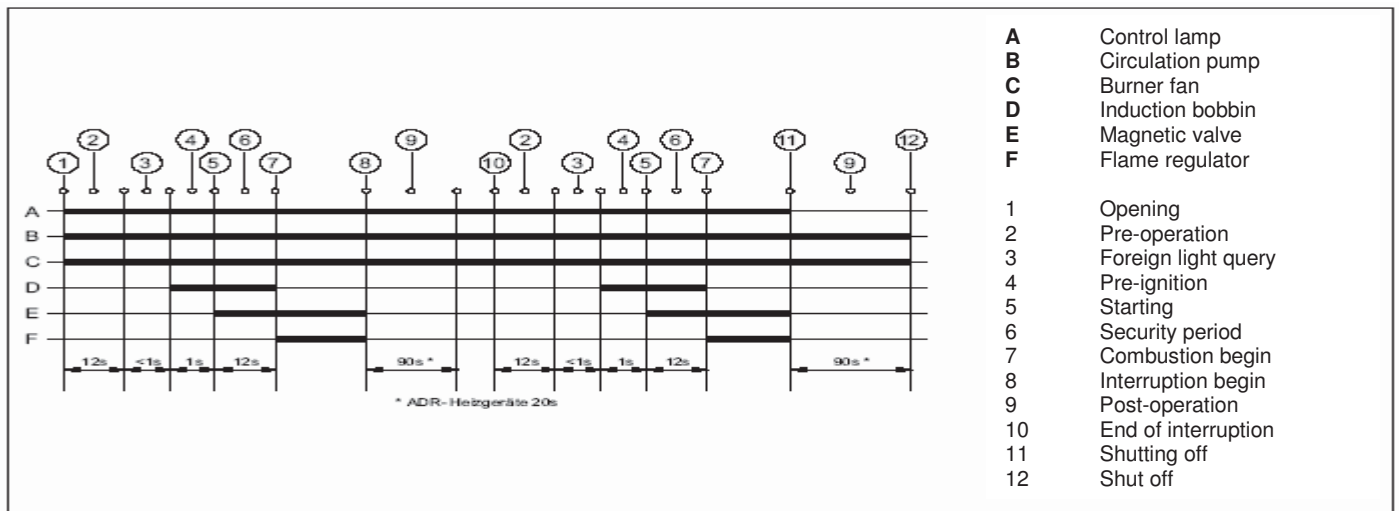 2 4 6 9 2 4 6 11 12
1 3 5 7 8 10 3 5 7 9
A
B
C
D
E
F
12s <1s 1s 12s 90s * 12s <1s 1s 12s 90s *
* ADR-Heizgeräte 20s
A Control lamp
B Circulation pump
C Burner fan
D Induction bobbin
E Magnetic valve
F Flame regulator
1 Opening
2 Pre-operation
3 Foreign light query
4 Pre-ignition
5 Starting
6 Security period
7 Combustion begin
8 Interruption begin
9 Post-operation
10 End of interruption
11 Shutting off
12 Shut off